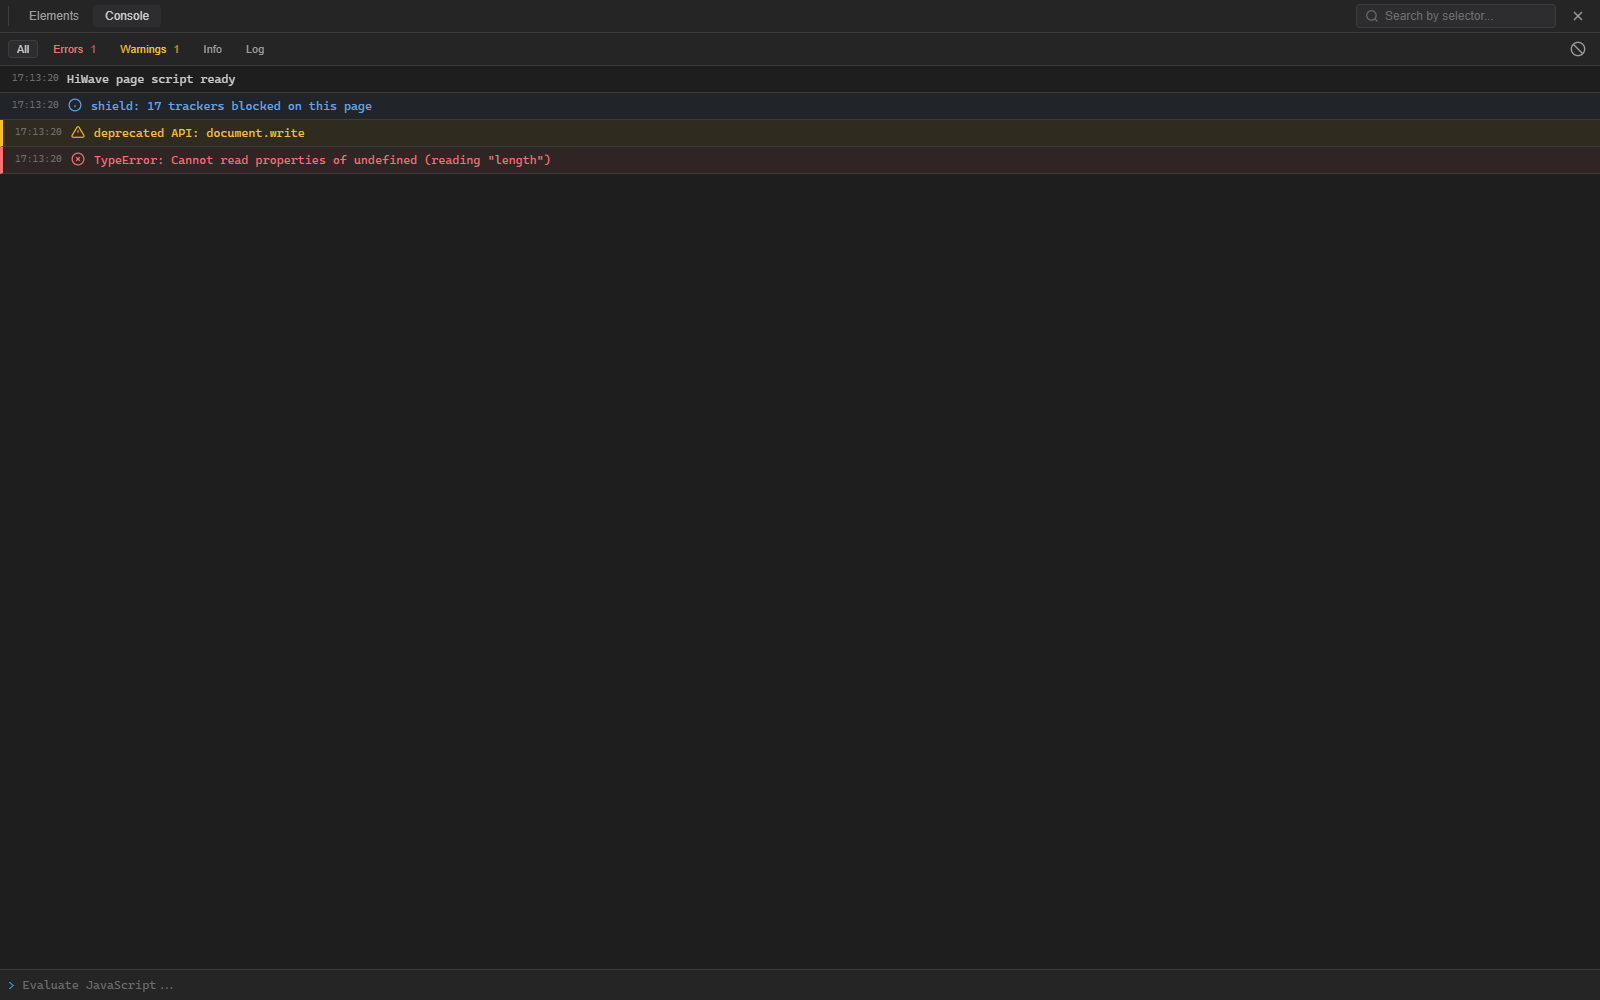 Elements Console Search by selector...
All Errors 1 Warnings 1 Info Log
17:13:20 HiWave page script ready
17:13:20 shield: 17 trackers blocked on this page
17:13:20 deprecated API: document.write
17:13:20 TypeError: Cannot read properties of undefined (reading "length")
> Evaluate JavaScript...